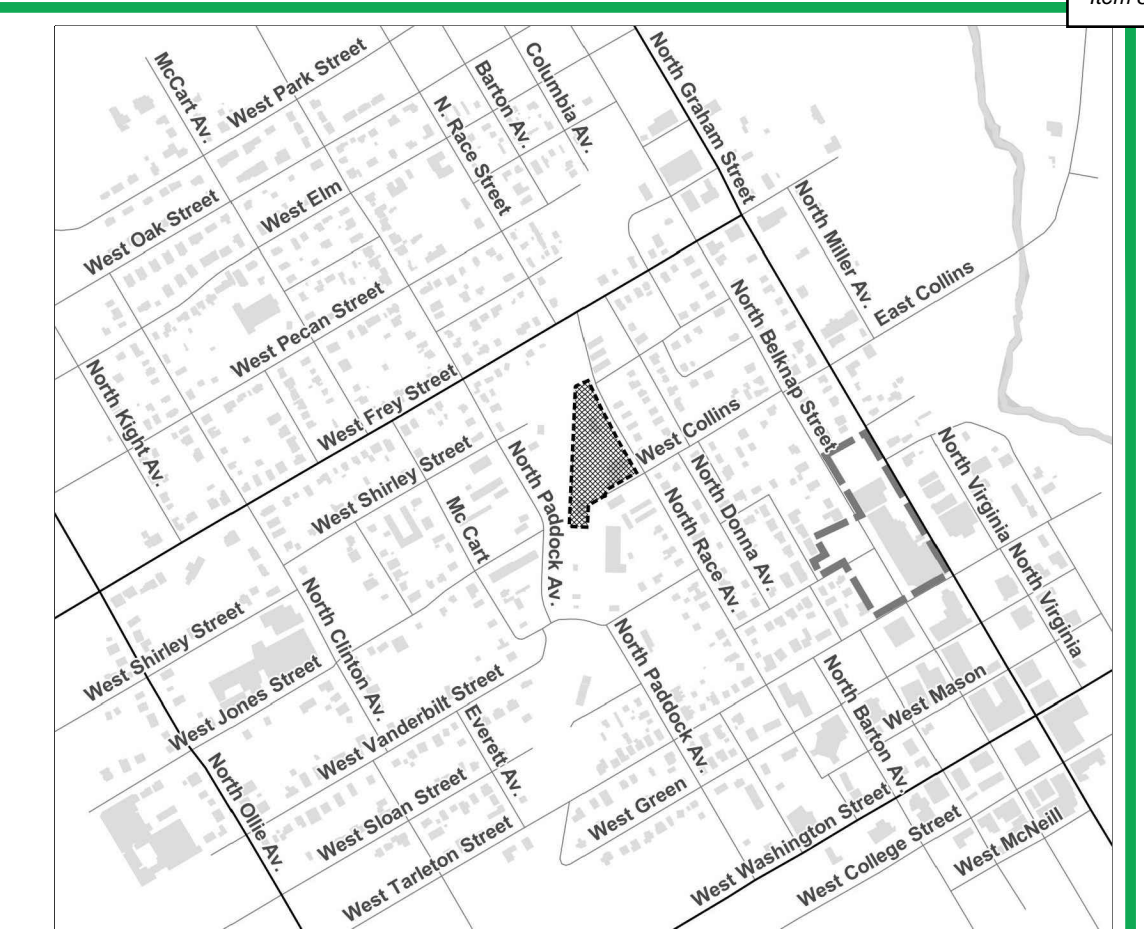 McCart Av.
West Park Street
Barton Av.
Columbia Av.
North Graham Street
N. Race Street
West Oak Street
West Elm
North Miller Av.
East Collins
West Pecan Street
North Belknap Street
North Kight Av.
West Frey Street
West Collins
West Shirley Street
North Paddock Av.
North Donna Av.
North Virginia
Mc Cart
North Race Av.
North Virginia
West Shirley Street
North Clinton Av.
West Jones Street
North Paddock Av.
North Barton Av.
West Mason
West Vanderbilt Street
Everett Av.
North Ollie Av.
West Sloan Street
West Green
West Washington Street
West Tarleton Street
West College Street
West McNeill